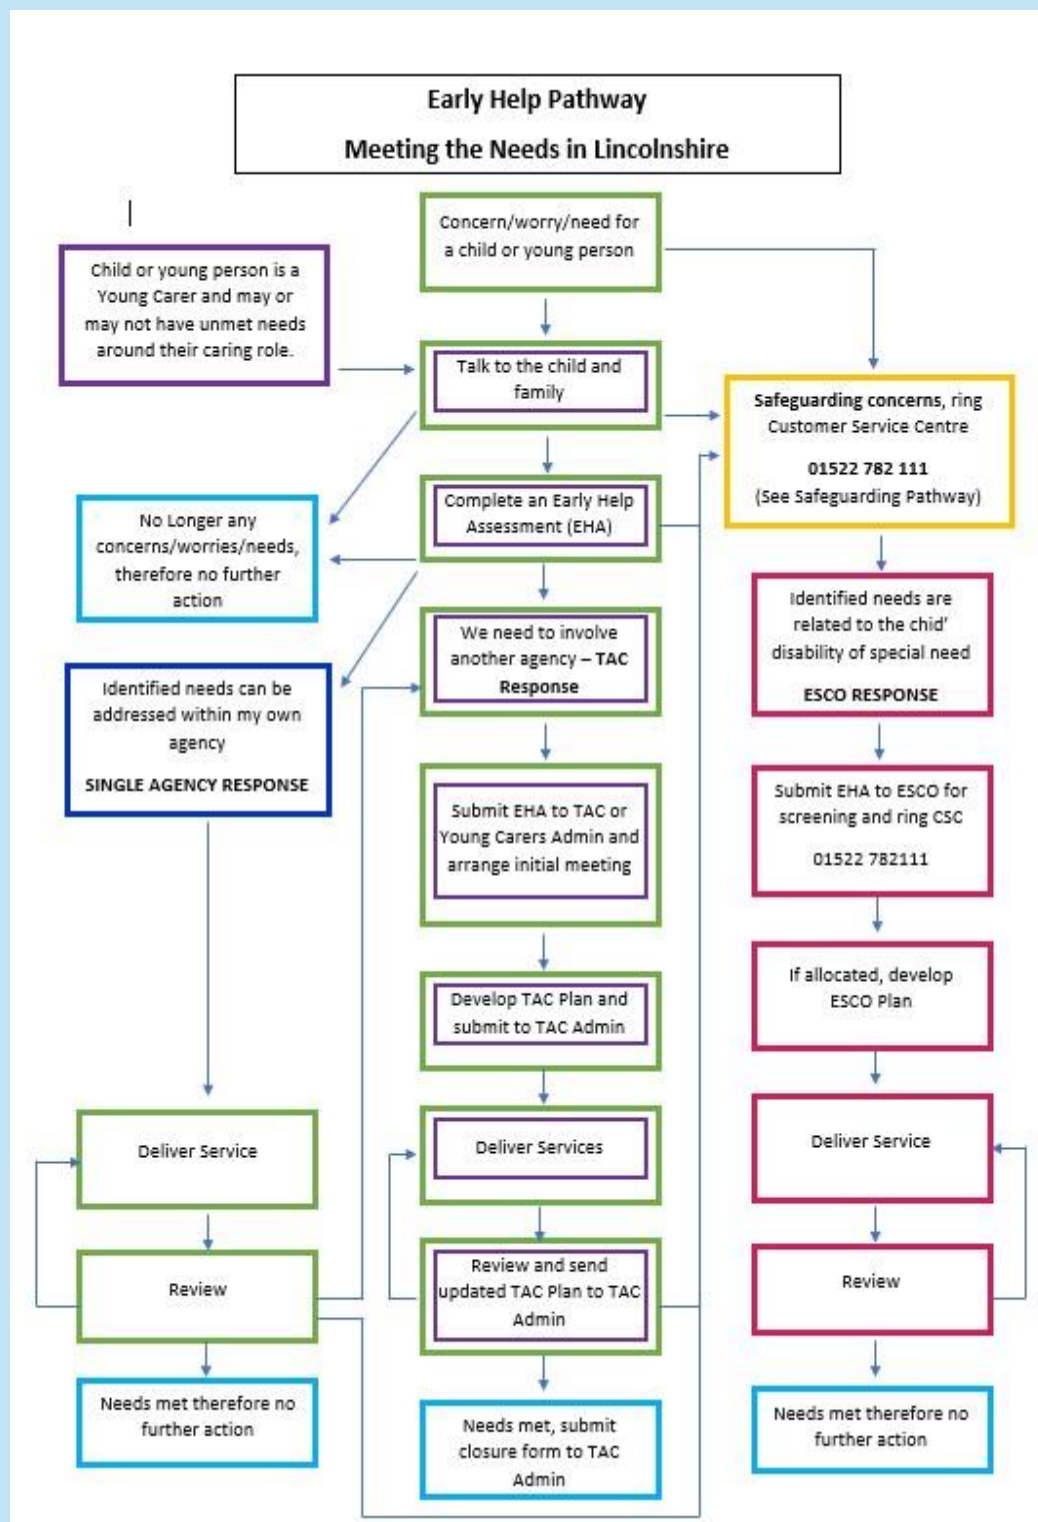 Early Help Pathway
Meeting the Needs in Lincolnshire
Concern/worry/need for
a child or young person
Child or young person is a
Young Carer and may or
may not have unmet needs
around their caring role.
Talk to the child and
family
Safeguarding concerns, ring
Customer Service Centre
01522 782 111
(See Safeguarding Pathway)
Complete an Early Help
Assessment (EHA)
No Longer any
concerns/worries/needs,
therefore no further
action
Identified needs are
related to the chid'
disability of special need
ESCO RESPONSE
We need to involve
another agency – TAC
Response
Identified needs can be
addressed within my own
agency
SINGLE AGENCY RESPONSE
Submit EHA to TAC or
Young Carers Admin and
arrange initial meeting
Submit EHA to ESCO for
screening and ring CSC
01522 782111
Develop TAC Plan and
submit to TAC Admin
If allocated, develop
ESCO Plan
Deliver Service
Deliver Services
Deliver Service
Review
Review and send
updated TAC Plan to TAC
Admin
Review
Needs met therefore no
further action
Needs met, submit
closure form to TAC
Admin
Needs met therefore no
further action